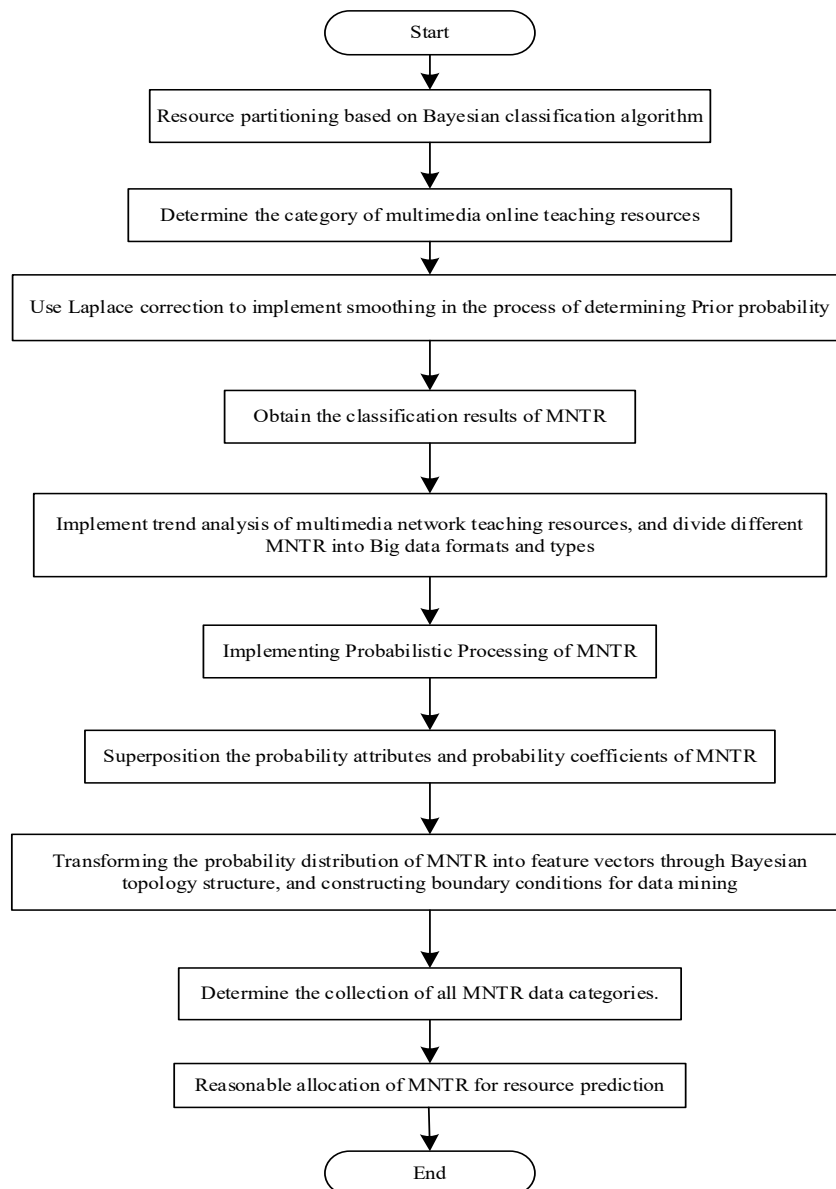 Start
Resource partitioning based on Bayesian classification algorithm
Determine the category of multimedia online teaching resources
Use Laplace correction to implement smoothing in the process of determining Prior probability
Obtain the classification results of MNTR
Implement trend analysis of multimedia network teaching resources, and divide different
MNTR into Big data formats and types
Implementing Probabilistic Processing of MNTR
Superposition the probability attributes and probability coefficients of MNTR
Transforming the probability distribution of MNTR into feature vectors through Bayesian
topology structure, and constructing boundary conditions for data mining
Determine the collection of all MNTR data categories.
Reasonable allocation of MNTR for resource prediction
End